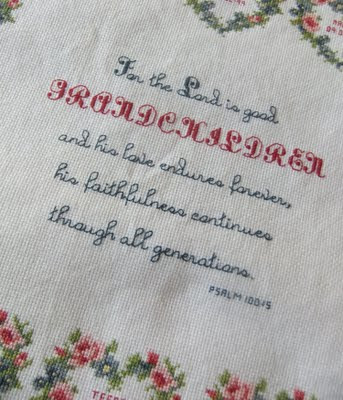 For the Lord is good
GRANDCHILDREN
and his love endures forever,
his faithfulness continues
through all generations.
PSALM 100:5